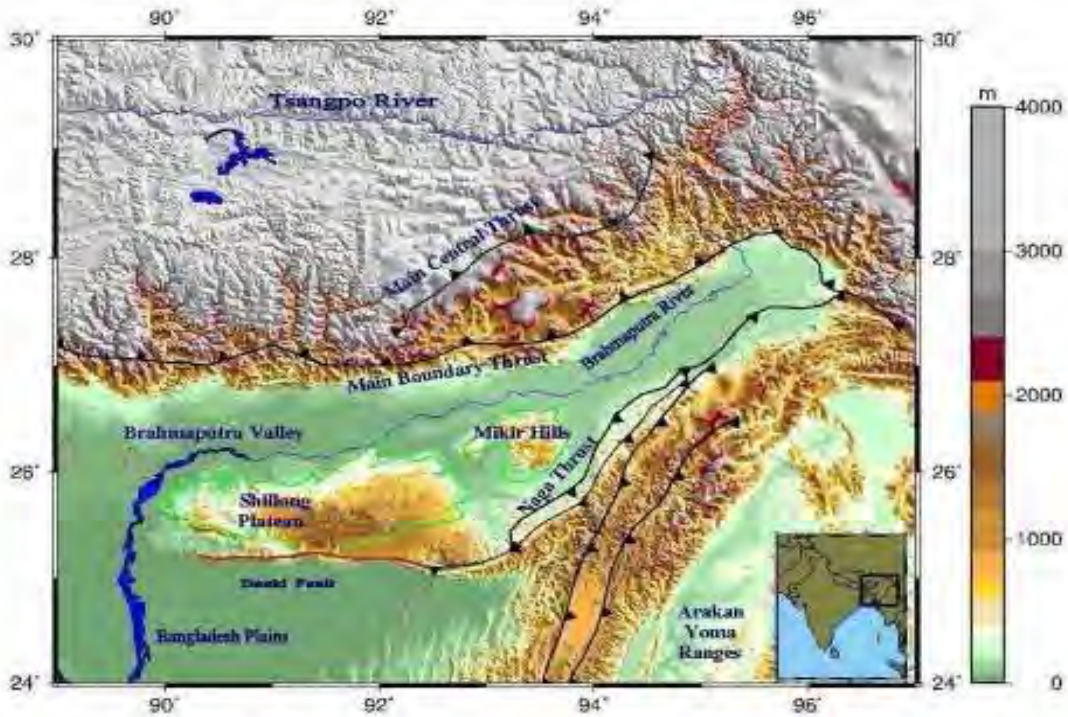 90° 92° 94° 96°
30° 30°
m
4000
Tsangpo River
3000
Main Central Thrust
28° 28°
Brahmaputra River
Main Boundary Thrust
2000
Brahmaputra Valley
Mikir Hills
26° 26°
Naga Thrust
Shillong
Plateau
1000
Dauki Fault
Bangladesh Plains
Arakan
Yoma
Ranges
24° 24°
0
90° 92° 94° 96°